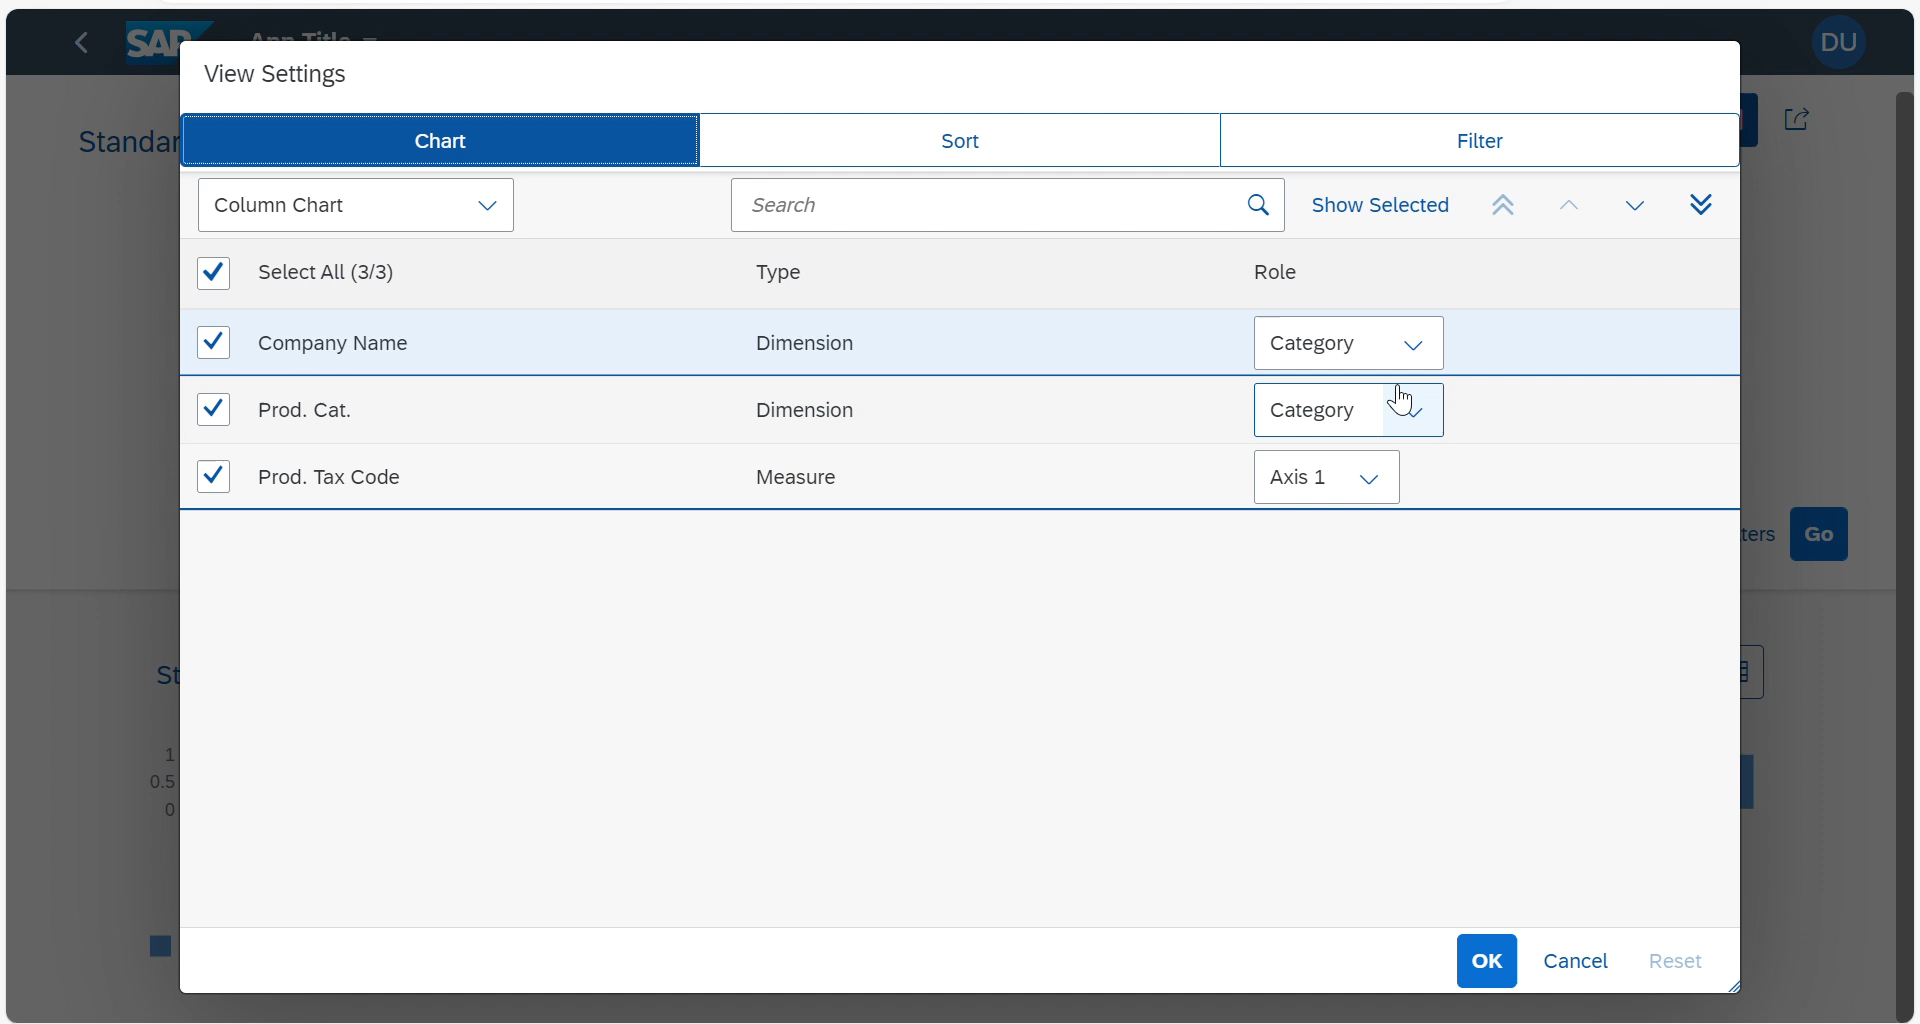 SAP
App Title
DU
View Settings
Standar
Chart
Sort
Filter
Column Chart
Search
Show Selected
Select All (3/3)
Type
Role
Company Name
Dimension
Category
Prod. Cat.
Dimension
Category
Prod. Tax Code
Measure
Axis 1
ters
Go
St
1
0.5
0
OK
Cancel
Reset